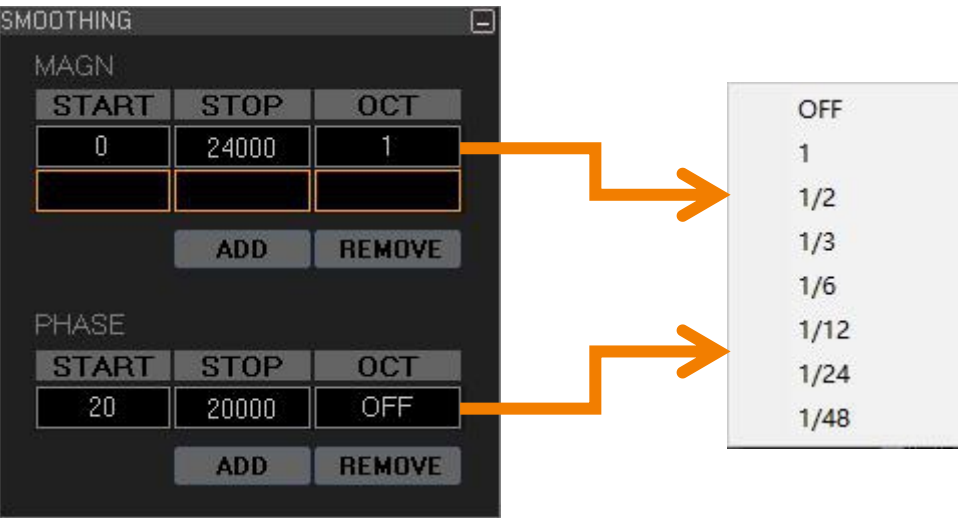 SMOOTHING
MAGN
START STOP OCT
0 24000 1
ADD REMOVE
PHASE
START STOP OCT
20 20000 OFF
ADD REMOVE
OFF
1
1/2
1/3
1/6
1/12
1/24
1/48